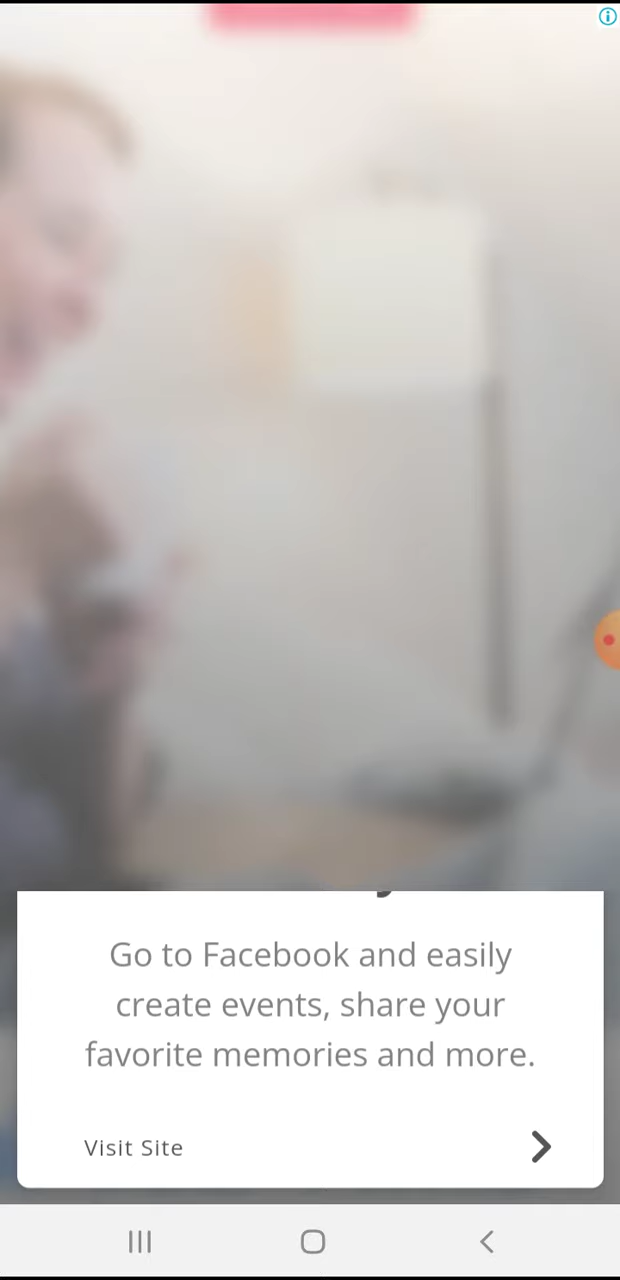 Go to Facebook and easily
create events, share your
favorite memories and more.
Visit Site